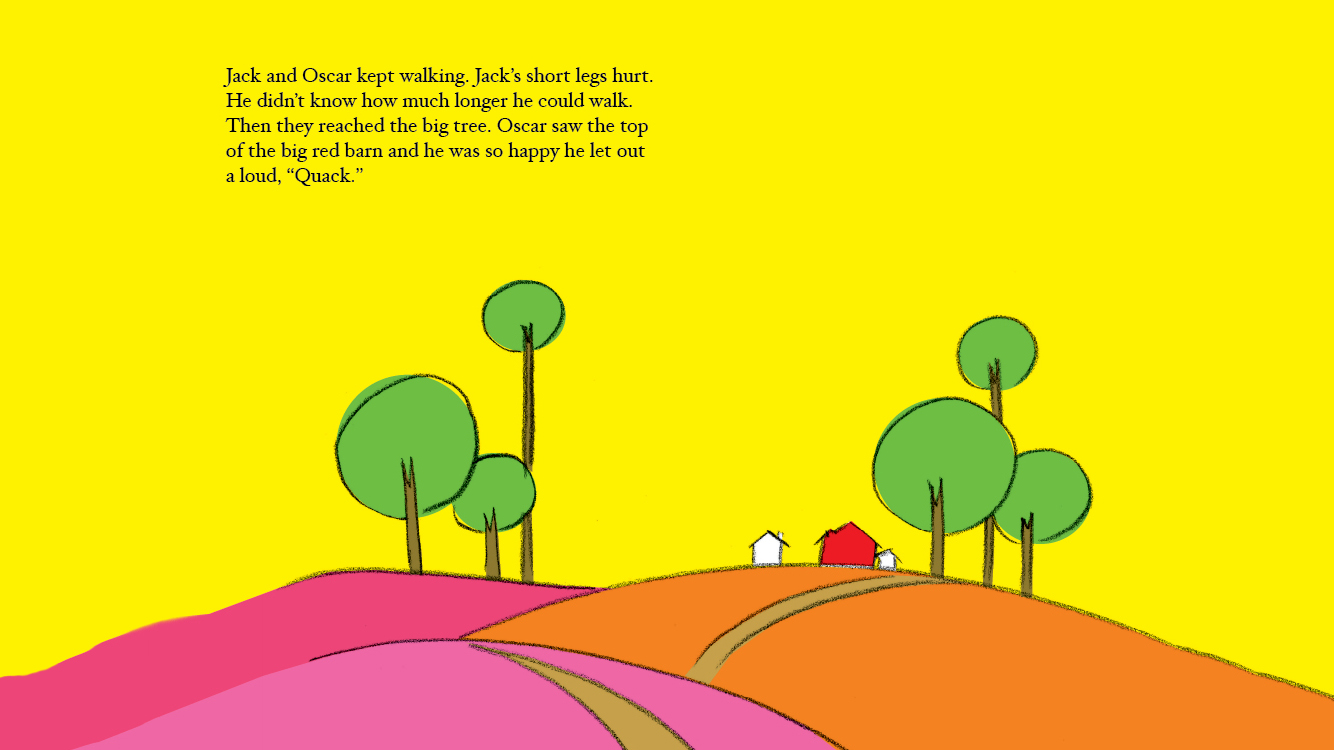 Jack and Oscar kept walking. Jack’s short legs hurt.
He didn’t know how much longer he could walk.
Then they reached the big tree. Oscar saw the top
of the big red barn and he was so happy he let out
a loud, “Quack.”